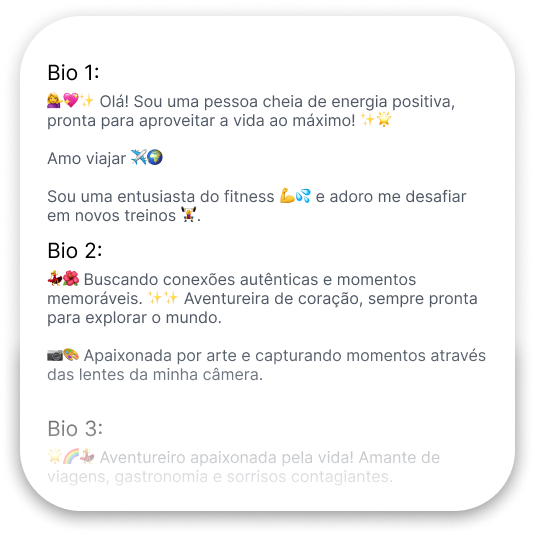 Bio 1:
🙋‍♀️💖✨ Olá! Sou uma pessoa cheia de energia positiva,
pronta para aproveitar a vida ao máximo! ✨🌟
Amo viajar ✈️🌍
Sou uma entusiasta do fitness 💪💦 e adoro me desafiar
em novos treinos 🏋️‍♀️.
Bio 2:
💃🌺 Buscando conexões autênticas e momentos
memoráveis. ✨✨ Aventureira de coração, sempre pronta
para explorar o mundo.
📷🎨 Apaixonada por arte e capturando momentos através
das lentes da minha câmera.
Bio 3:
🌟🌈💃 Aventureiro apaixonada pela vida! Amante de
viagens, gastronomia e sorrisos contagiantes.